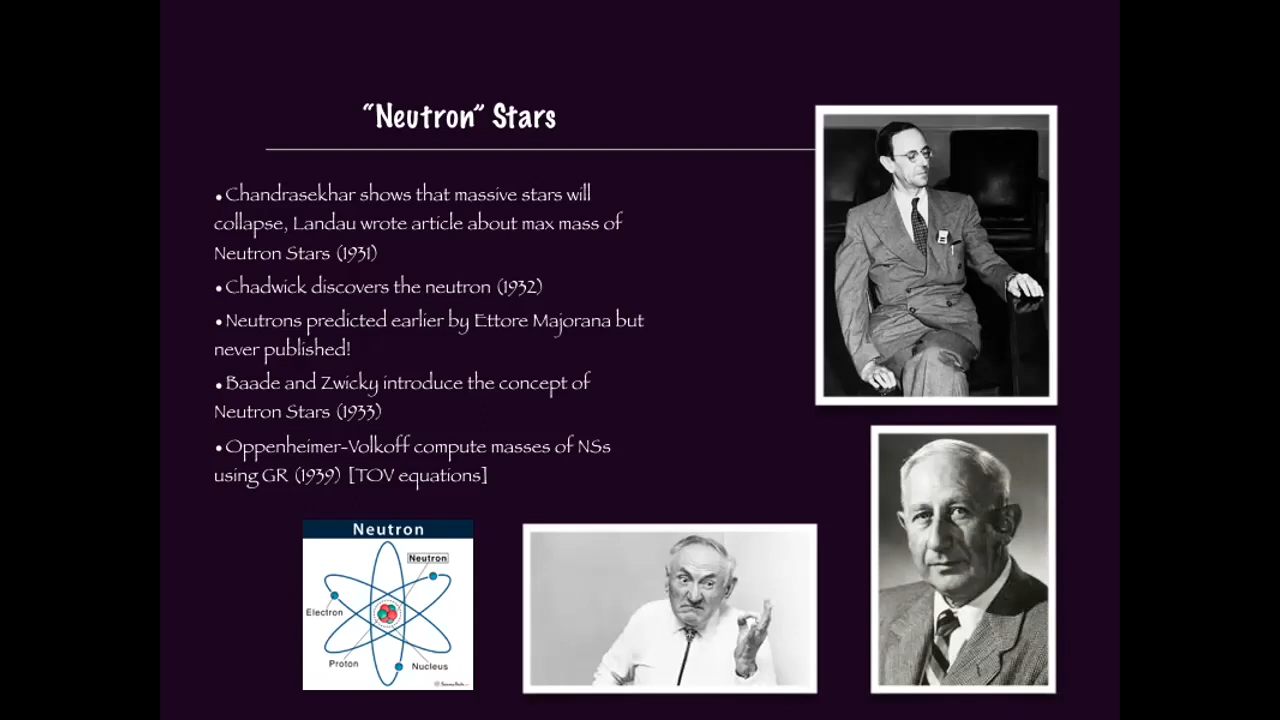 “Neutron” Stars
•Chandrasekhar shows that massive stars will
collapse, Landau wrote article about max mass of
Neutron Stars (1931)
•Chadwick discovers the neutron (1932)
•Neutrons predicted earlier by Ettore Majorana but
never published!
•Baade and Zwicky introduce the concept of
Neutron Stars (1933)
•Oppenheimer-Volkoff compute masses of NSs
using GR (1939) [TOV equations]
Neutron
Neutron
Electron
Proton
Nucleus